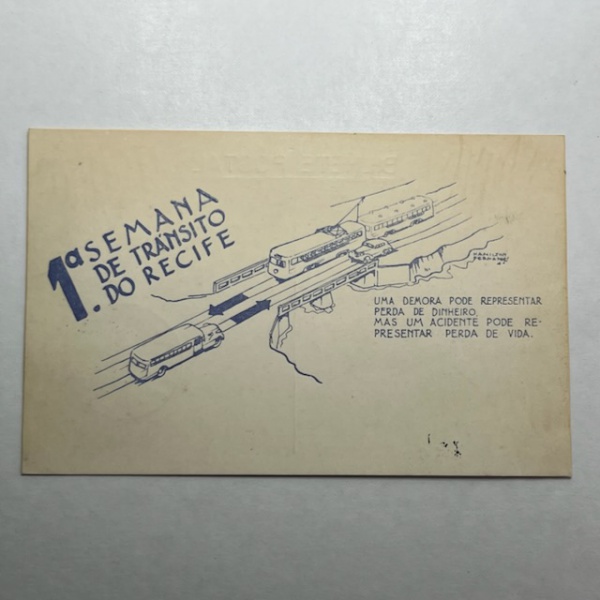 1.ª SEMANA
DE TRÂNSITO
DO RECIFE
UMA DEMORA PODE REPRESENTAR
PERDA DE DINHEIRO.
MAS UM ACIDENTE PODE RE-
PRESENTAR PERDA DE VIDA.